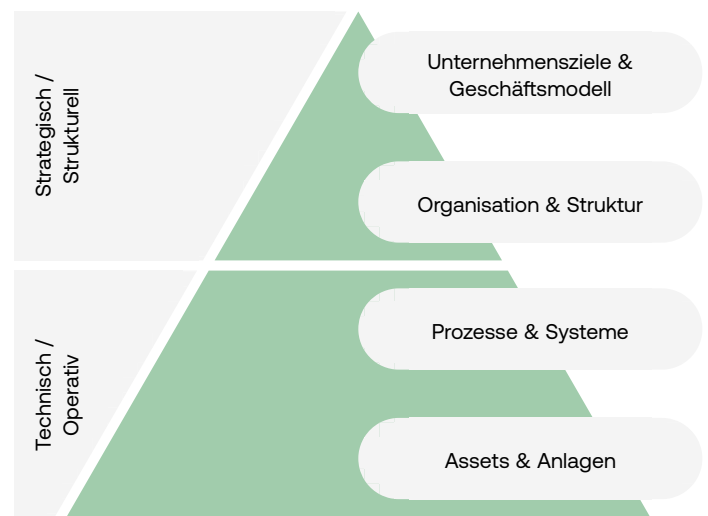 Strategisch /
Strukturell
Unternehmensziele &
Geschäftsmodell
Organisation & Struktur
Technisch /
Operativ
Prozesse & Systeme
Assets & Anlagen